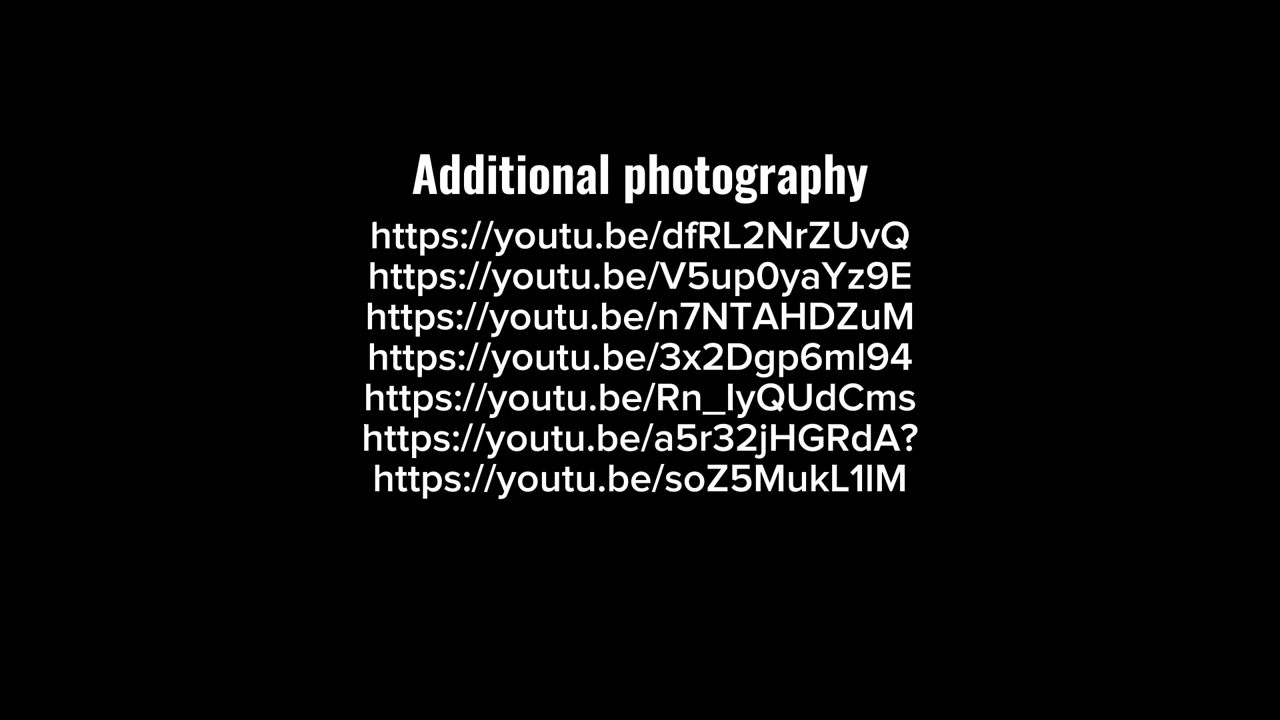 Additional photography
https://youtu.be/dfRL2NrZUvQ
https://youtu.be/V5up0yaYz9E
https://youtu.be/n7NTAHDZuM
https://youtu.be/3x2Dgp6ml94
https://youtu.be/Rn_IyQUdCms
https://youtu.be/a5r32jHGRdA?
https://youtu.be/soZ5MukL1lM